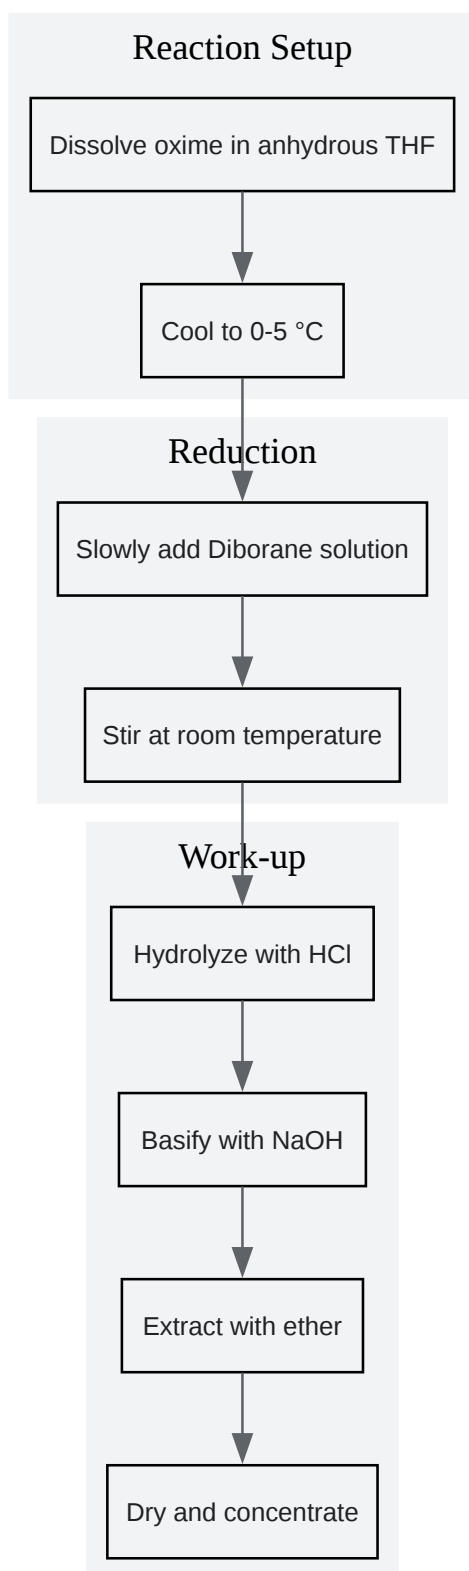 Reaction Setup
Dissolve oxime in anhydrous THF
Cool to 0-5 °C
Reduction
Slowly add Diborane solution
Stir at room temperature
Work-up
Hydrolyze with HCl
Basify with NaOH
Extract with ether
Dry and concentrate